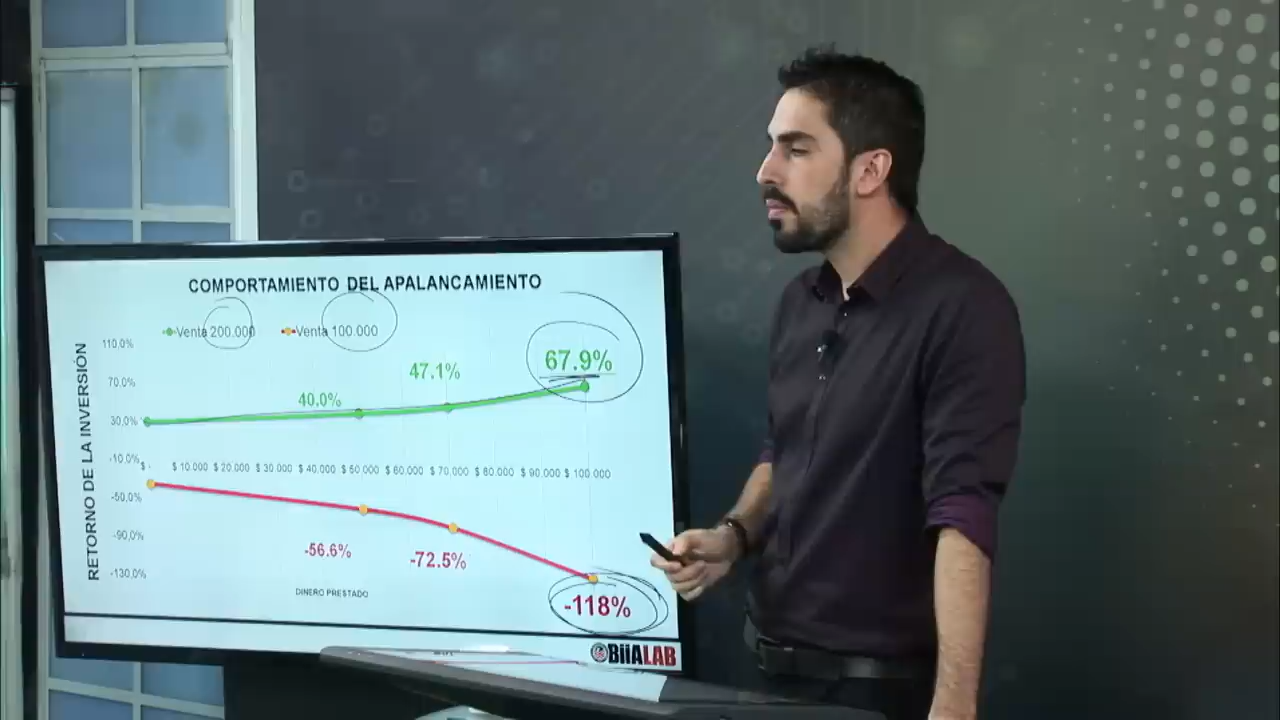 COMPORTAMIENTO DEL APALANCAMIENTO
Venta 200.000 Venta 100.000
RETORNO DE LA INVERSIÓN
110.0%
70.0%
30.0%
-10.0%
-50,0%
-90,0%
-130,0%
40.0%
47.1%
67.9%
$ - $ 10.000 $ 20.000 $ 30.000 $ 40.000 $ 50.000 $ 60.000 $ 70.000 $ 80.000 $ 90.000 $ 100.000
-56.6%
-72.5%
-118%
DINERO PRESTADO
BiiALAB